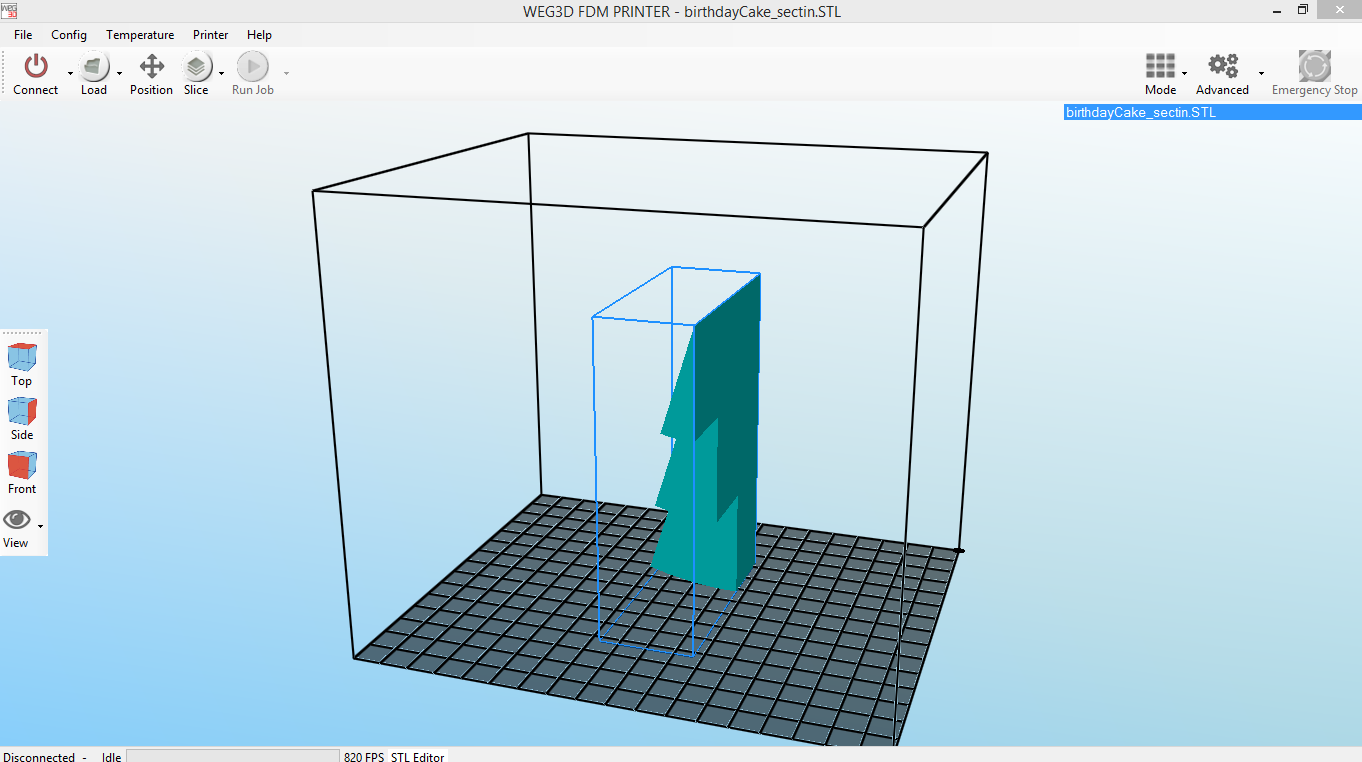 WEG3D FDM PRINTER - birthdayCake_sectin.STL
File Config Temperature Printer Help
Connect Load Position Slice Run Job Mode Advanced Emergency Stop
birthdayCake_sectin.STL
Top
Side
Front
View
Disconnected - Idle 820 FPS STL Editor